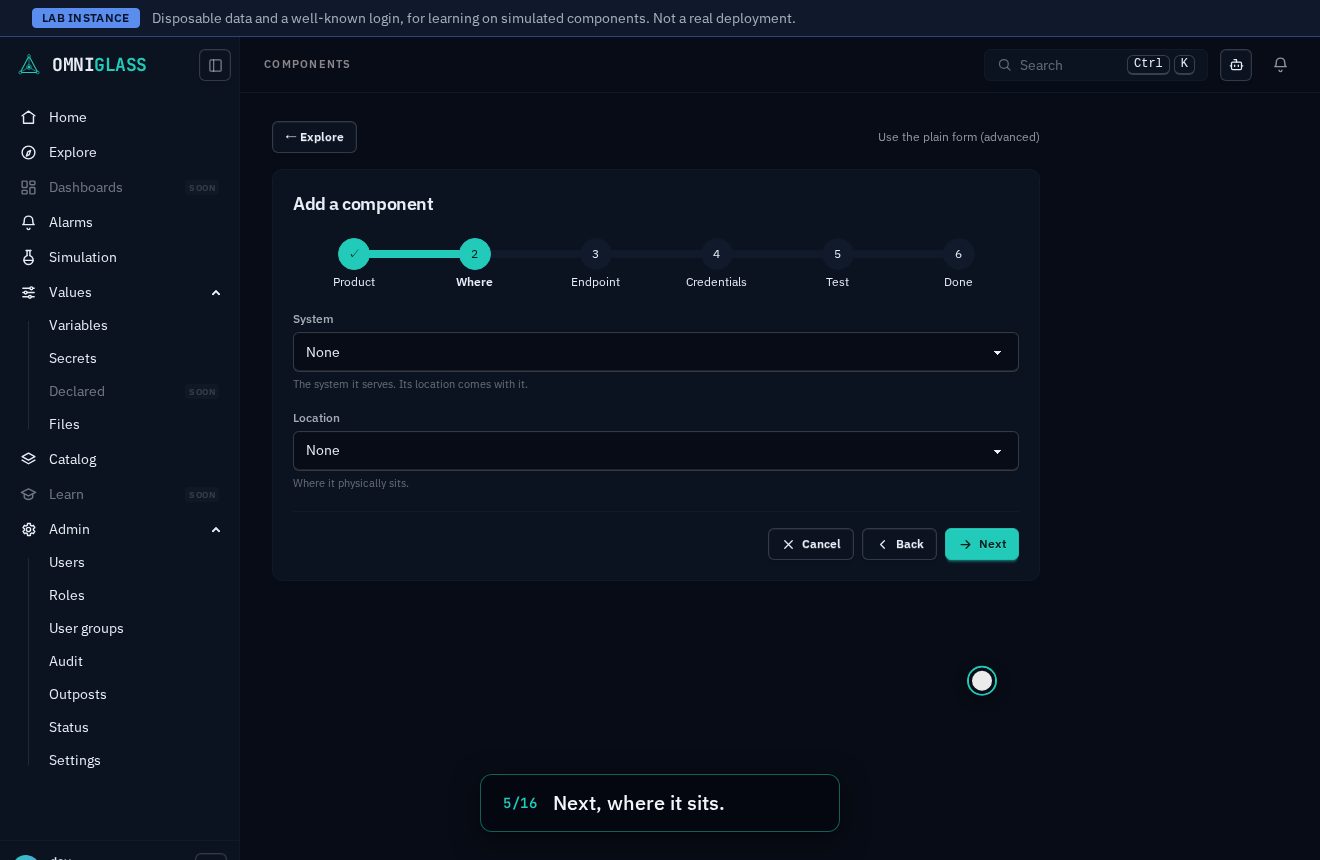 LAB INSTANCE Disposable data and a well-known login, for learning on simulated components. Not a real deployment.
OMNIGLASS
COMPONENTS
Search Ctrl K
Home
Explore
Dashboards SOON
Alarms
Simulation
Values
Variables
Secrets
Declared SOON
Files
Catalog
Learn SOON
Admin
Users
Roles
User groups
Audit
Outposts
Status
Settings
← Explore
Use the plain form (advanced)
Add a component
✓ 2 3 4 5 6
Product Where Endpoint Credentials Test Done
System
None
The system it serves. Its location comes with it.
Location
None
Where it physically sits.
Cancel Back Next
5/16 Next, where it sits.